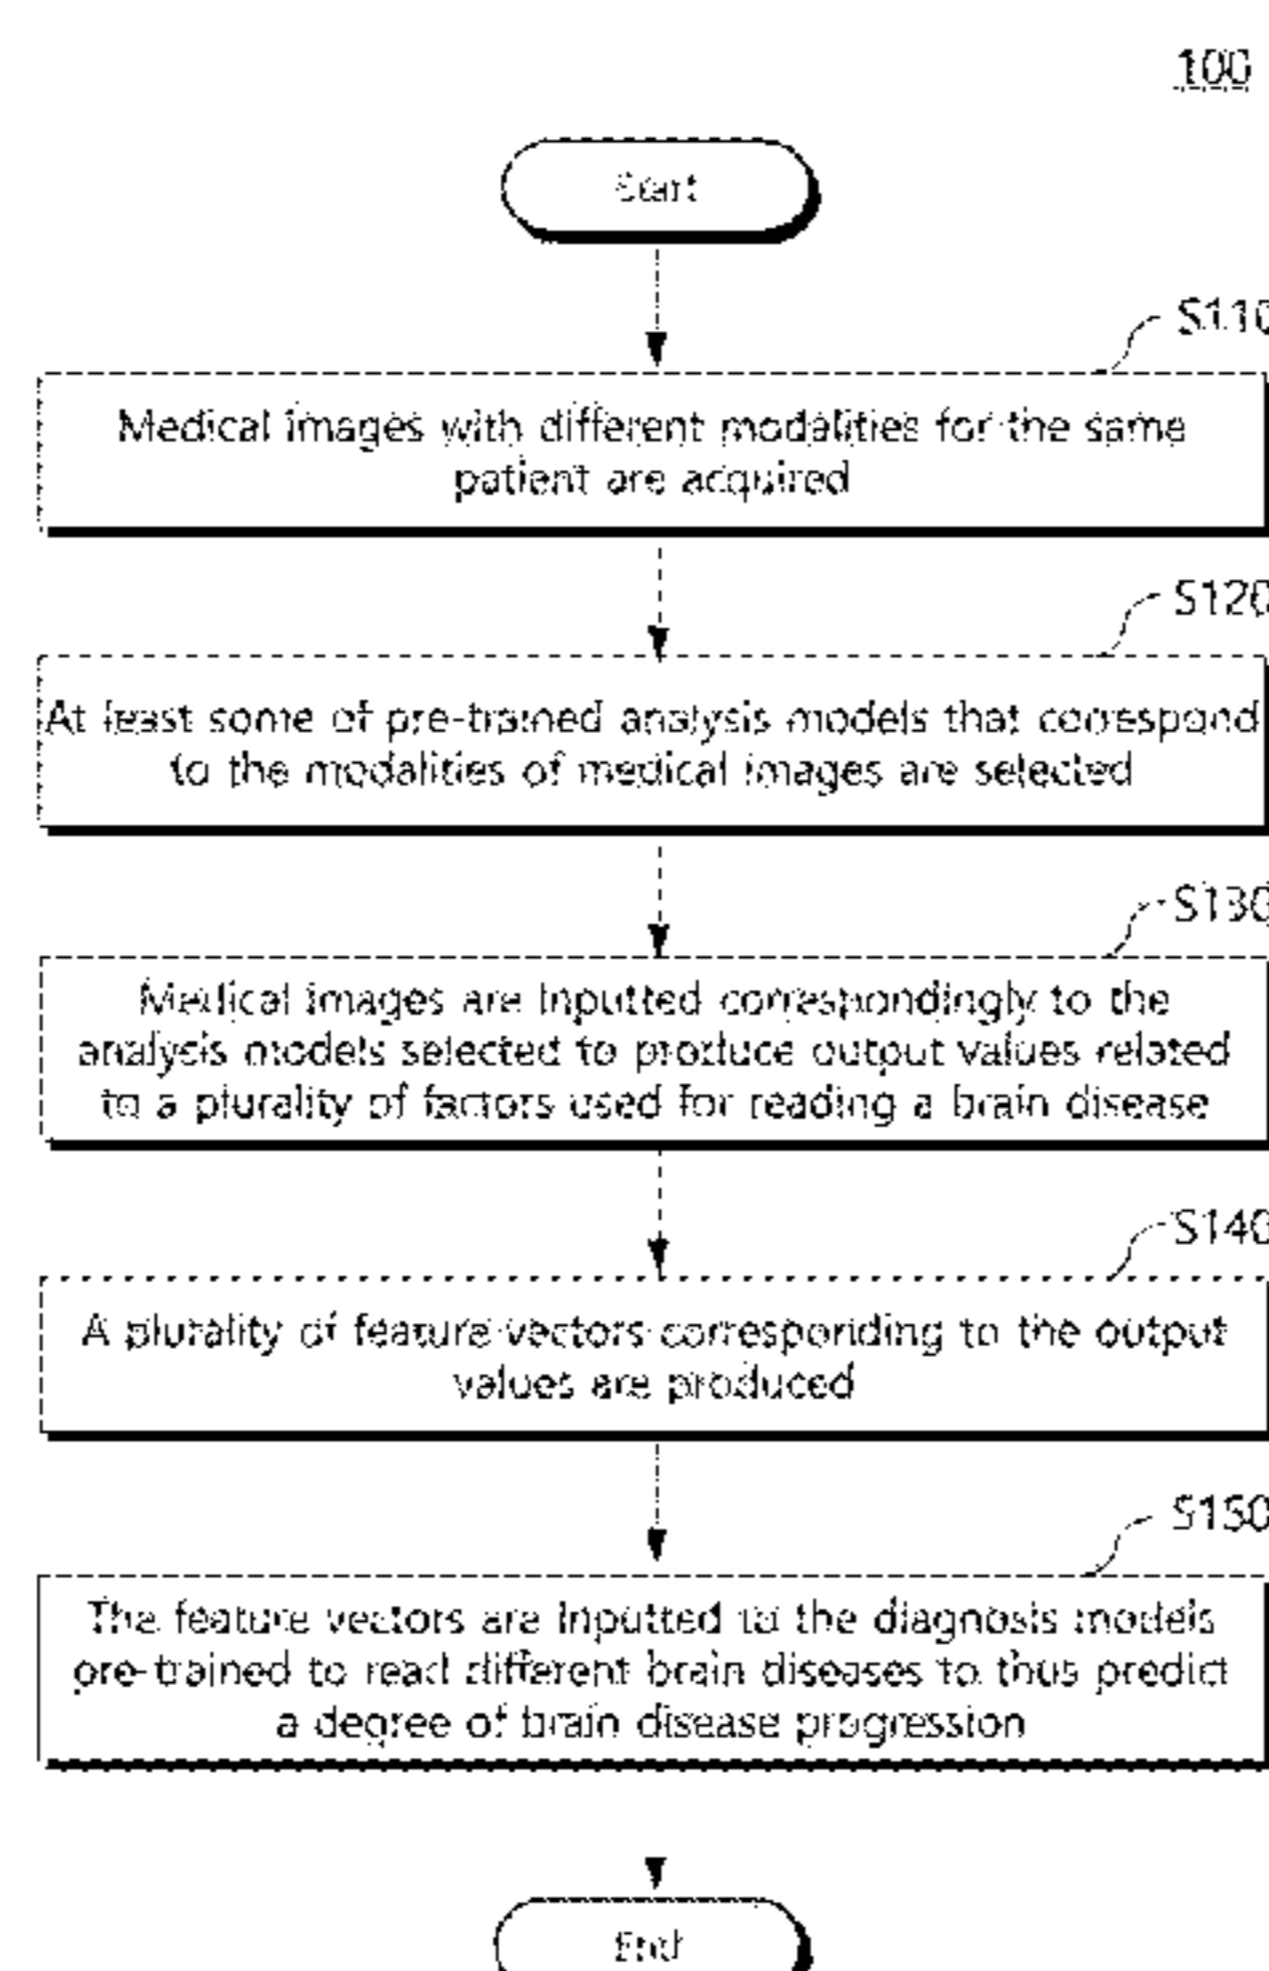 100
Start
S110
Medical images with different modalities for the same
patient are acquired
S120
At least some of pre-trained analysis models that correspond
to the modalities of medical images are selected
S130
Medical images are inputted correspondingly to the
analysis models selected to produce output values related
to a plurality of factors used for reading a brain disease
S140
A plurality of feature vectors corresponding to the output
values are produced
S150
The feature vectors are inputted to the diagnosis models
pre-trained to read different brain diseases to thus predict
a degree of brain disease progression
End